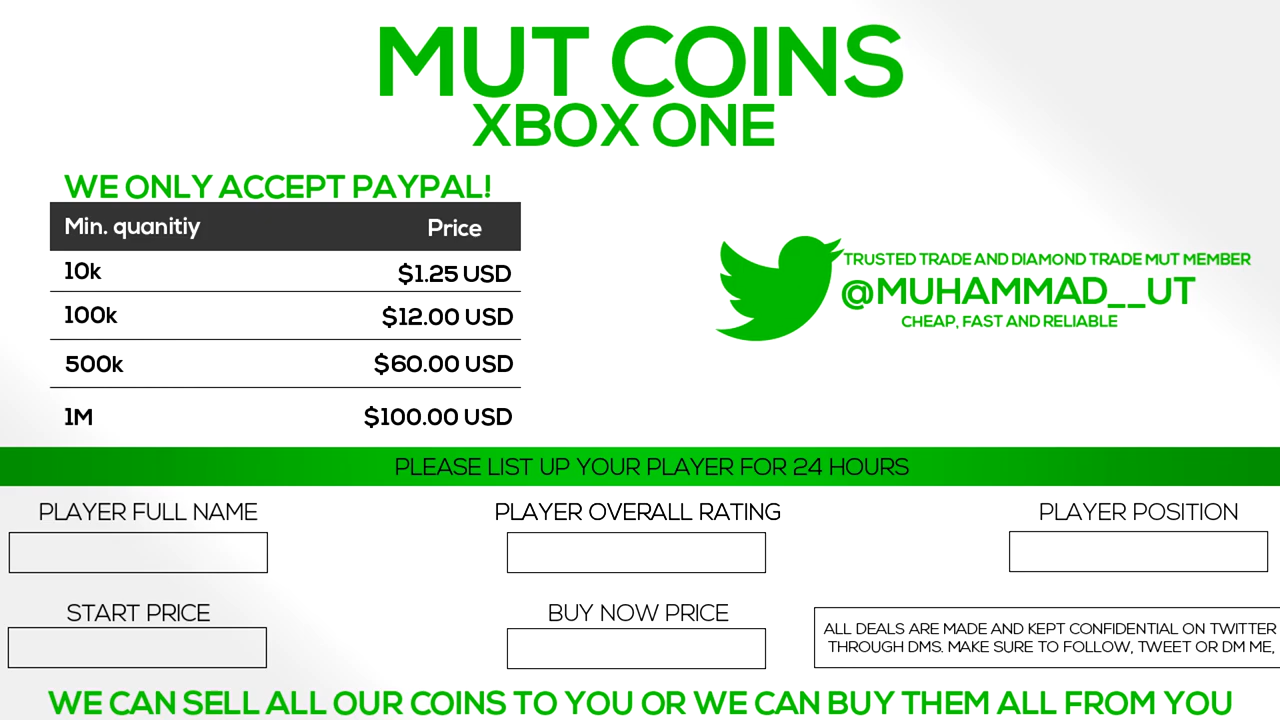 MUT COINS
XBOX ONE
WE ONLY ACCEPT PAYPAL!
Min. quanitiy Price
10k $1.25 USD
100k $12.00 USD
500k $60.00 USD
1M $100.00 USD
TRUSTED TRADE AND DIAMOND TRADE MUT MEMBER
@MUHAMMAD__UT
CHEAP, FAST AND RELIABLE
PLEASE LIST UP YOUR PLAYER FOR 24 HOURS
PLAYER FULL NAME PLAYER OVERALL RATING PLAYER POSITION
START PRICE BUY NOW PRICE
ALL DEALS ARE MADE AND KEPT CONFIDENTIAL ON TWITTER
THROUGH DMS. MAKE SURE TO FOLLOW, TWEET OR DM ME,
WE CAN SELL ALL OUR COINS TO YOU OR WE CAN BUY THEM ALL FROM YOU